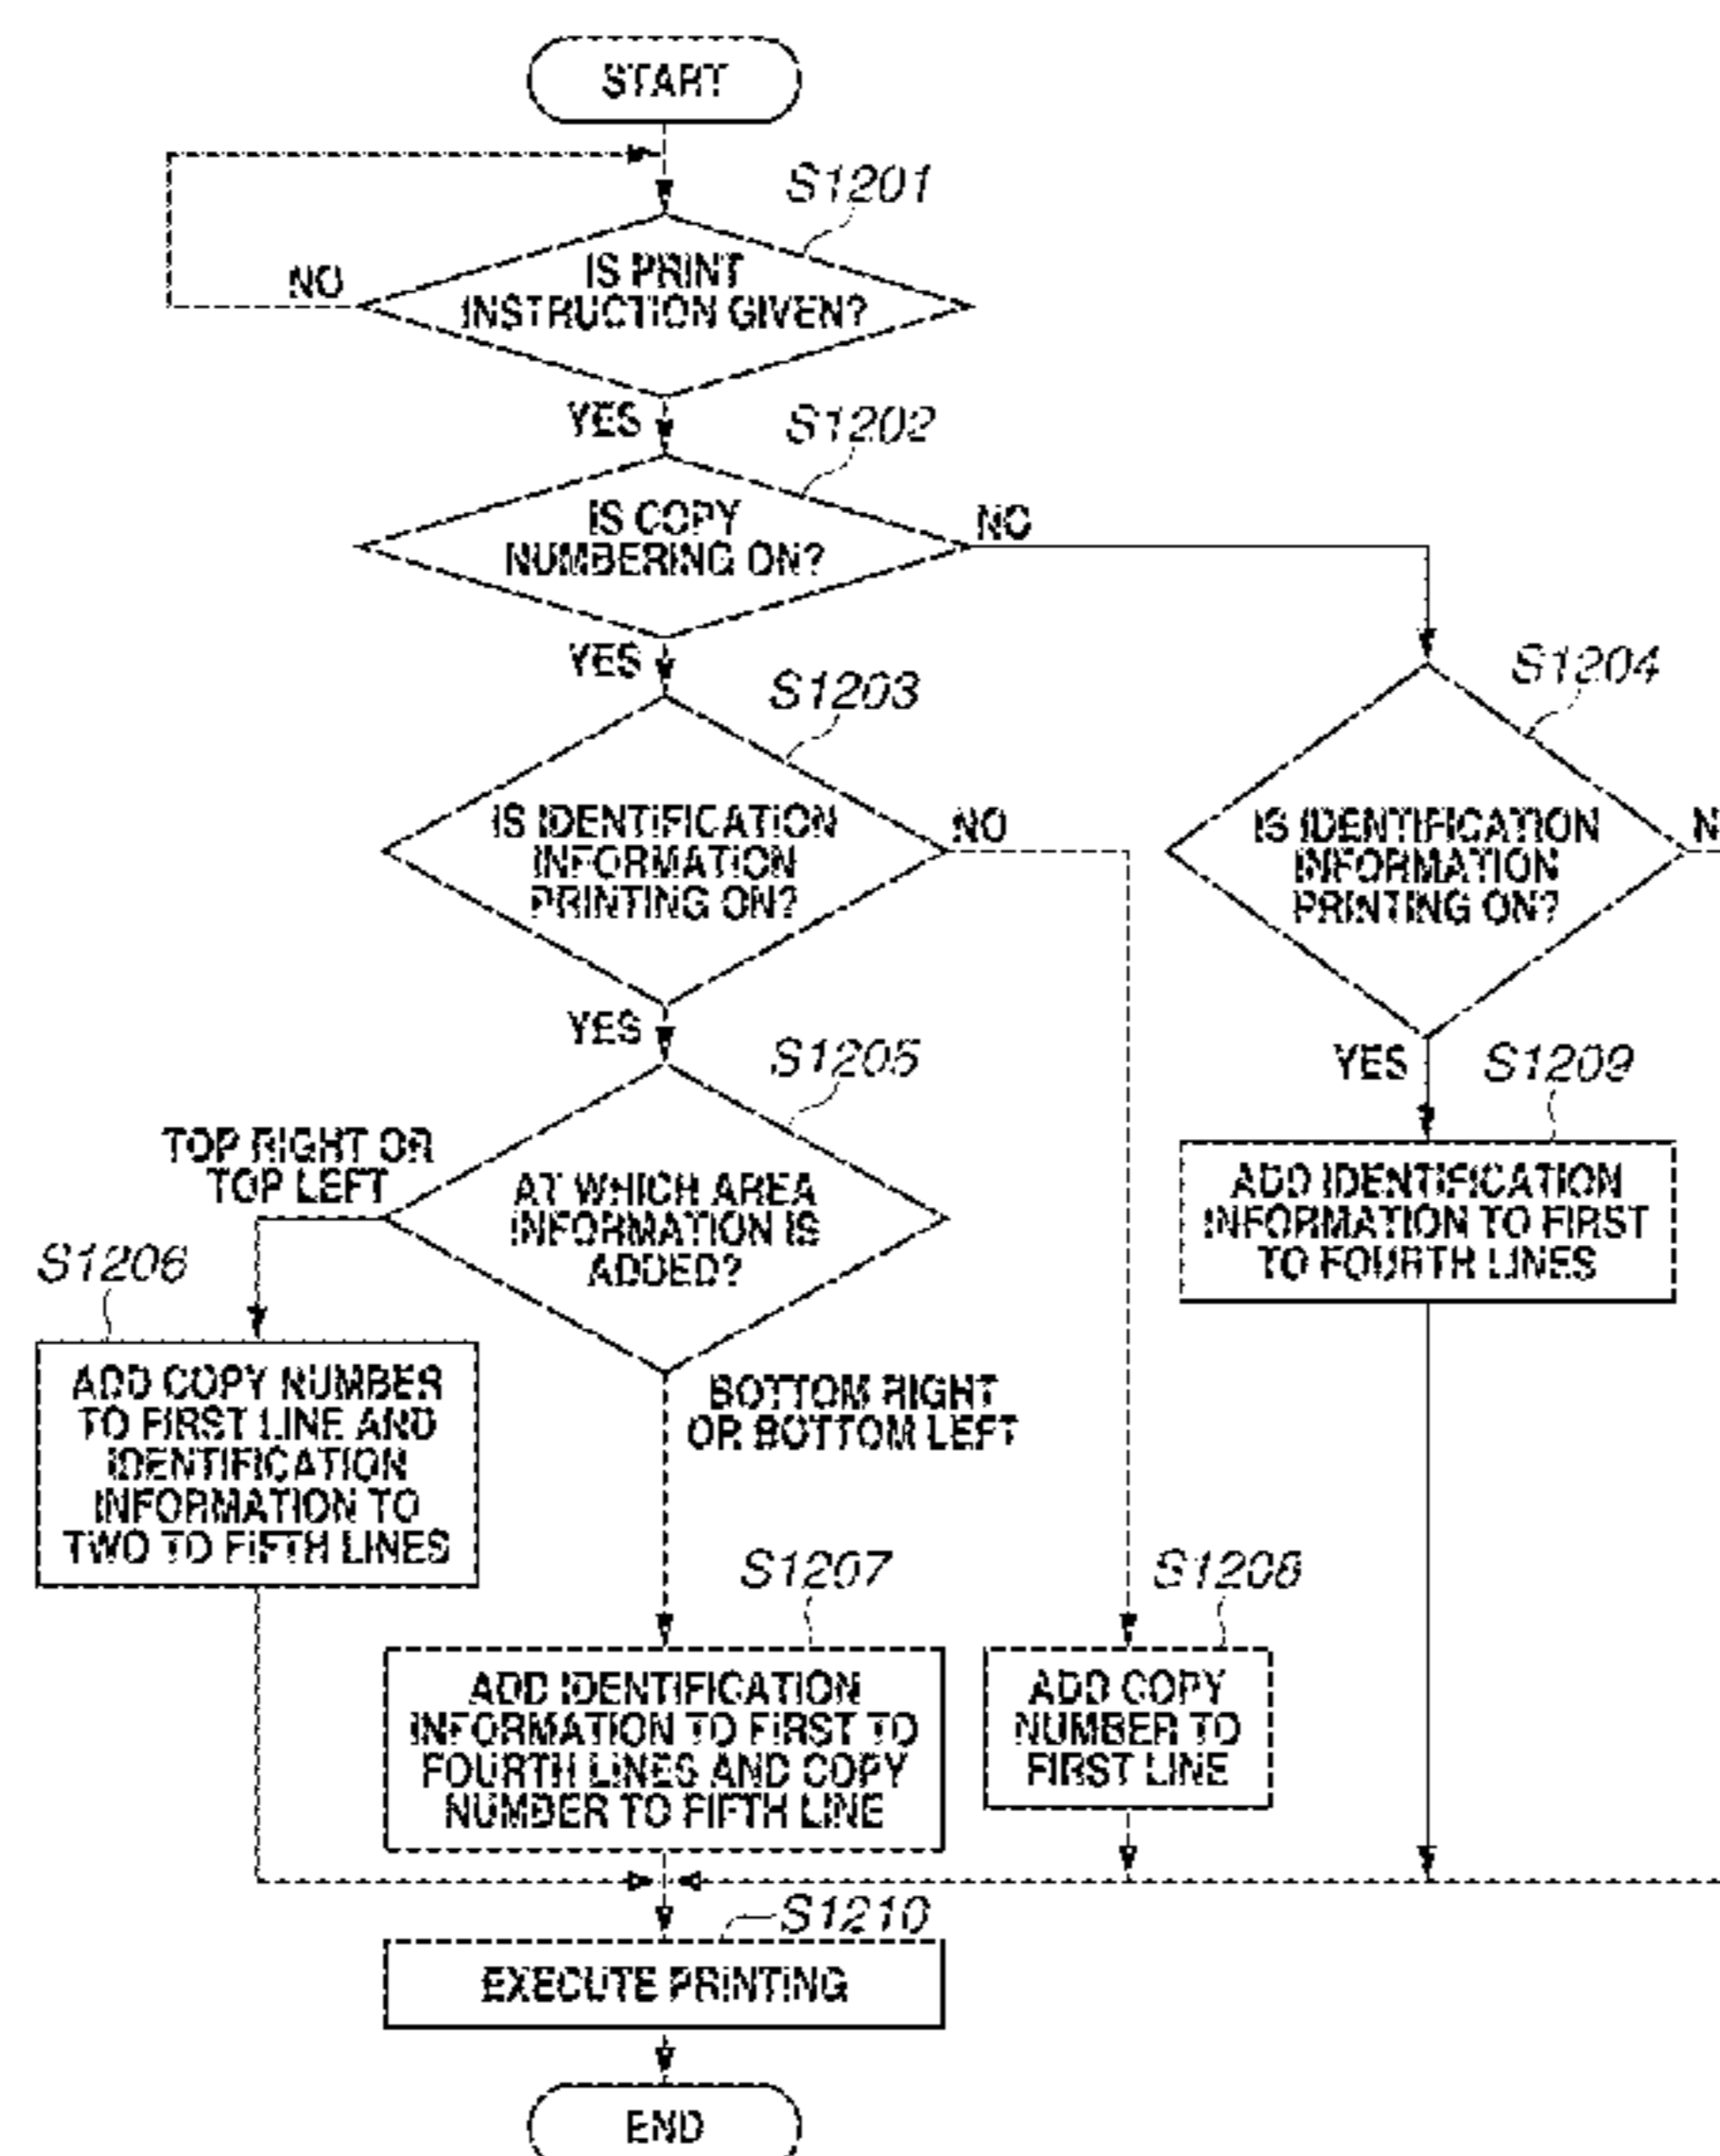 START
S1201
IS PRINT
INSTRUCTION GIVEN?
NO
YES
S1202
IS COPY
NUMBERING ON?
NO
YES
S1203
IS IDENTIFICATION
INFORMATION
PRINTING ON?
NO
S1204
IS IDENTIFICATION
INFORMATION
PRINTING ON?
N
YES
S1205
AT WHICH AREA
INFORMATION IS
ADDED?
TOP RIGHT OR
TOP LEFT
BOTTOM RIGHT
OR BOTTOM LEFT
YES
S1209
ADD IDENTIFICATION
INFORMATION TO FIRST
TO FOURTH LINES
S1206
ADD COPY NUMBER
TO FIRST LINE AND
IDENTIFICATION
INFORMATION TO
TWO TO FIFTH LINES
S1207
ADD IDENTIFICATION
INFORMATION TO FIRST TO
FOURTH LINES AND COPY
NUMBER TO FIFTH LINE
S1208
ADD COPY
NUMBER TO
FIRST LINE
S1210
EXECUTE PRINTING
END